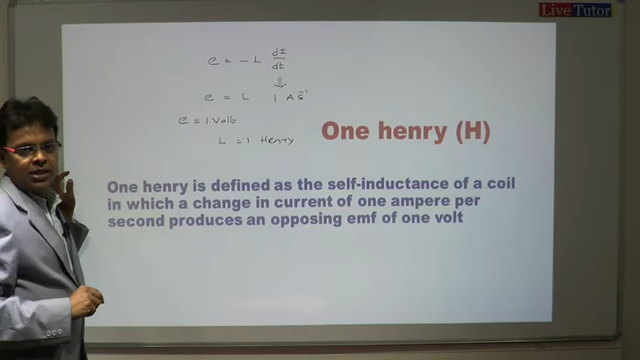 Live Tutor
e = - L dI/dt
⇓
e = L 1 A s⁻¹
e = 1 Volt
L = 1 Henry
One henry (H)
One henry is defined as the self-inductance of a coil
in which a change in current of one ampere per
second produces an opposing emf of one volt